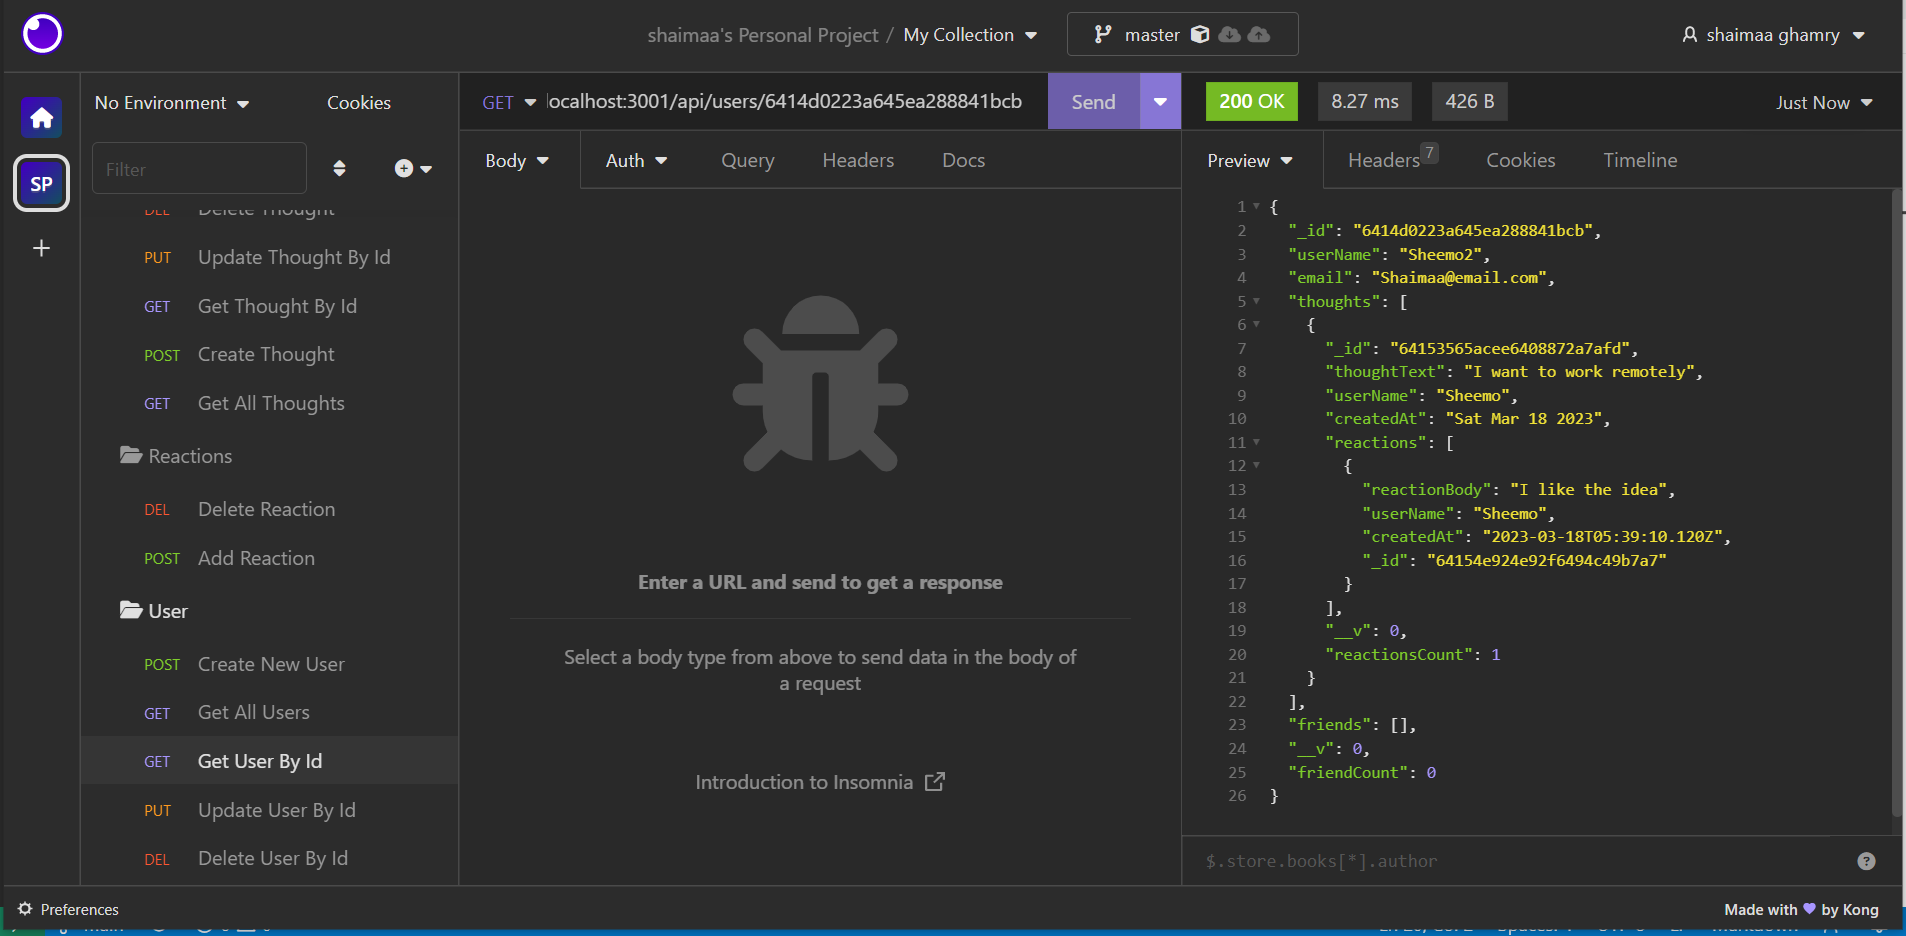 shaimaa's Personal Project / My Collection
master
shaimaa ghamry
No Environment
Cookies
GET
localhost:3001/api/users/6414d0223a645ea288841bcb
Send
200 OK
8.27 ms
426 B
Just Now
SP
Filter
Body
Auth
Query
Headers
Docs
Preview
Headers 7
Cookies
Timeline
DEL Delete Thought
PUT Update Thought By Id
GET Get Thought By Id
POST Create Thought
GET Get All Thoughts
Reactions
DEL Delete Reaction
POST Add Reaction
User
POST Create New User
GET Get All Users
GET Get User By Id
PUT Update User By Id
DEL Delete User By Id
Enter a URL and send to get a response
Select a body type from above to send data in the body of
a request
Introduction to Insomnia
1 {
2 "_id": "6414d0223a645ea288841bcb",
3 "userName": "Sheemo2",
4 "email": "Shaimaa@email.com",
5 "thoughts": [
6 {
7 "_id": "64153565acee6408872a7afd",
8 "thoughtText": "I want to work remotely",
9 "userName": "Sheemo",
10 "createdAt": "Sat Mar 18 2023",
11 "reactions": [
12 {
13 "reactionBody": "I like the idea",
14 "userName": "Sheemo",
15 "createdAt": "2023-03-18T05:39:10.120Z",
16 "_id": "64154e924e92f6494c49b7a7"
17 }
18 ],
19 "__v": 0,
20 "reactionsCount": 1
21 }
22 ],
23 "friends": [],
24 "__v": 0,
25 "friendCount": 0
26 }
$.store.books[*].author
?
Preferences
Made with by Kong